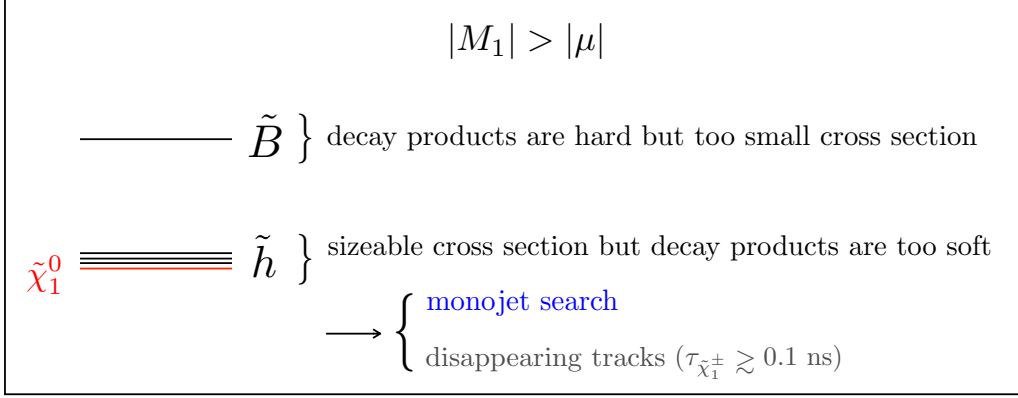 |M₁| > |μ|
B̃ } decay products are hard but too small cross section
h̃ } sizeable cross section but decay products are too soft
χ̃⁰₁
→ { monojet search
disappearing tracks (τ_χ̃₁^± ≳ 0.1 ns)